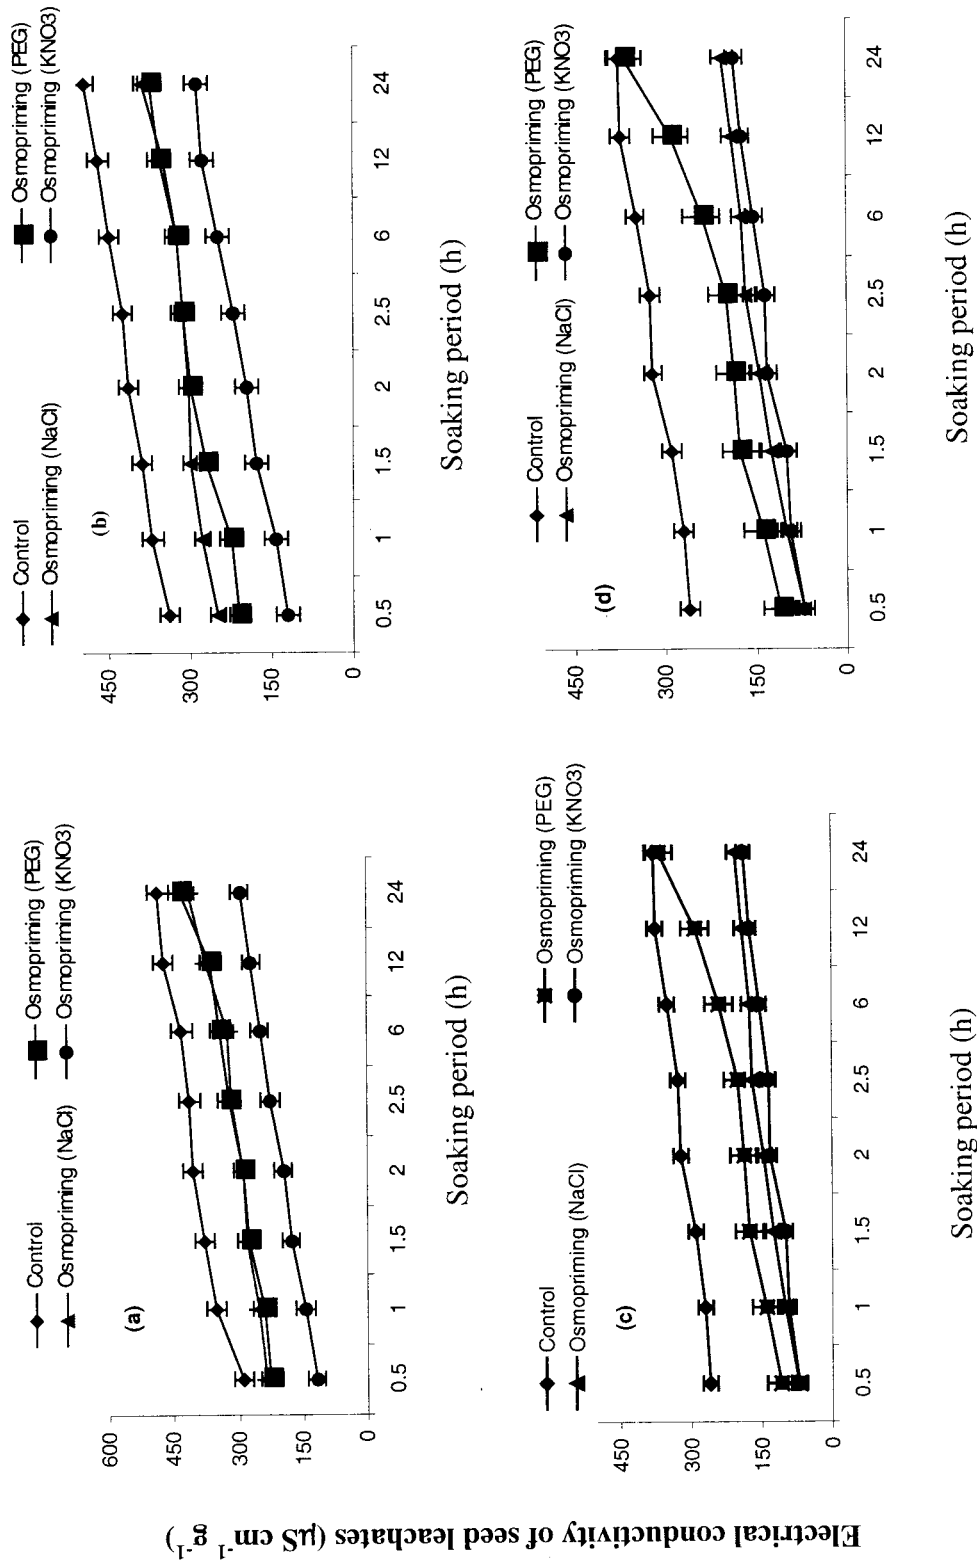 Electrical conductivity of seed leachates (µS cm⁻¹ g⁻¹)
Control
Osmopriming (PEG)
Osmopriming (NaCl)
Osmopriming (KNO3)
(a)
600
450
300
150
0
0.5 1 1.5 2 2.5 6 12 24
Soaking period (h)
Control
Osmopriming (PEG)
Osmopriming (NaCl)
Osmopriming (KNO3)
(b)
450
300
150
0
0.5 1 1.5 2 2.5 6 12 24
Soaking period (h)
Control
Osmopriming (PEG)
Osmopriming (NaCl)
Osmopriming (KNO3)
(c)
450
300
150
0
0.5 1 1.5 2 2.5 6 12 24
Soaking period (h)
Control
Osmopriming (PEG)
Osmopriming (NaCl)
Osmopriming (KNO3)
(d)
450
300
150
0
0.5 1 1.5 2 2.5 6 12 24
Soaking period (h)